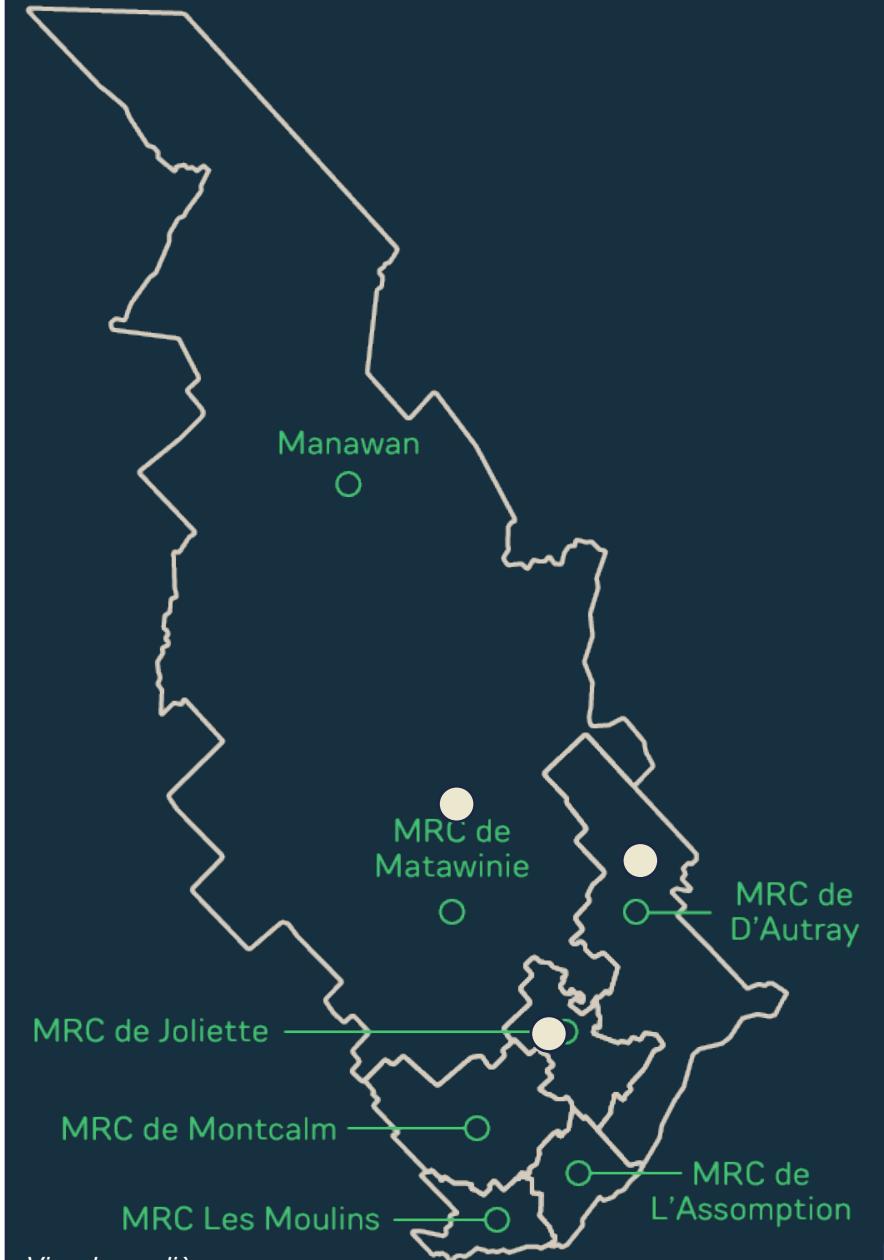 Manawan
MRC de
Matawinie
MRC de
D'Autray
MRC de Joliette
MRC de Montcalm
MRC de
L'Assomption
MRC Les Moulins